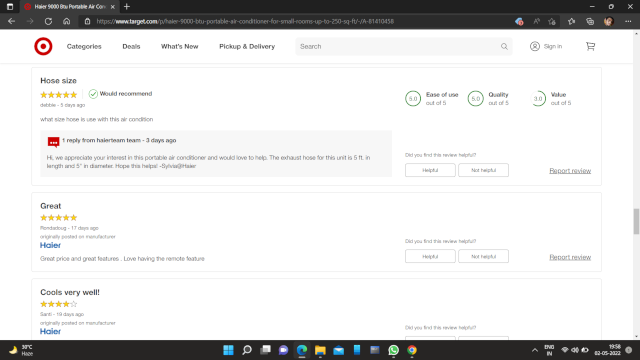 Haier 9000 Btu Portable Air Con
https://www.target.com/p/haier-9000-btu-portable-air-conditioner-for-small-rooms-up-to-250-sq-ft/-/A-81410458
Categories Deals What's New Pickup & Delivery Search Sign in
Hose size
Would recommend
debbie - 5 days ago
what size hose is use with this air condition
5.0 Ease of use out of 5
5.0 Quality out of 5
3.0 Value out of 5
1 reply from haierteam team - 3 days ago
Hi, we appreciate your interest in this portable air conditioner and would love to help. The exhaust hose for this unit is 5 ft. in
length and 5" in diameter. Hope this helps! -Sylvia@Haier
Did you find this review helpful?
Helpful Not helpful Report review
Great
Rondadoug - 17 days ago
originally posted on manufacturer
Haier
Great price and great features . Love having the remote feature
Did you find this review helpful?
Helpful Not helpful Report review
Cools very well!
Santl - 19 days ago
originally posted on manufacturer
Haier
Did you find this review helpful?
30°C
Haze
ENG
IN
19:58
02-05-2022